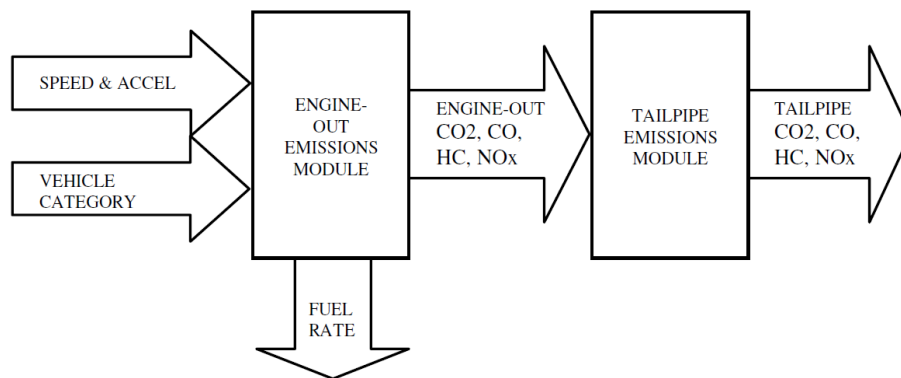 SPEED & ACCEL
VEHICLE
CATEGORY
ENGINE-
OUT
EMISSIONS
MODULE
FUEL
RATE
ENGINE-OUT
CO2, CO,
HC, NOx
TAILPIPE
EMISSIONS
MODULE
TAILPIPE
CO2, CO,
HC, NOx